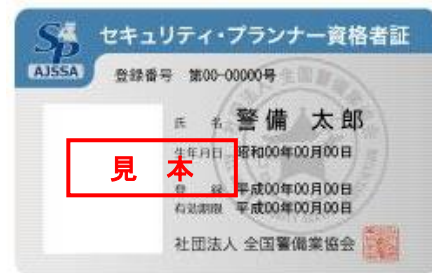 Sp
AJSSA
セキュリティ・プランナー資格者証
登録番号 第00-00000号
氏 名 警備 太郎
生年月日 昭和00年00月00日
見 本
登 録 平成00年00月00日
有効期限 平成00年00月00日
社団法人 全国警備業協会